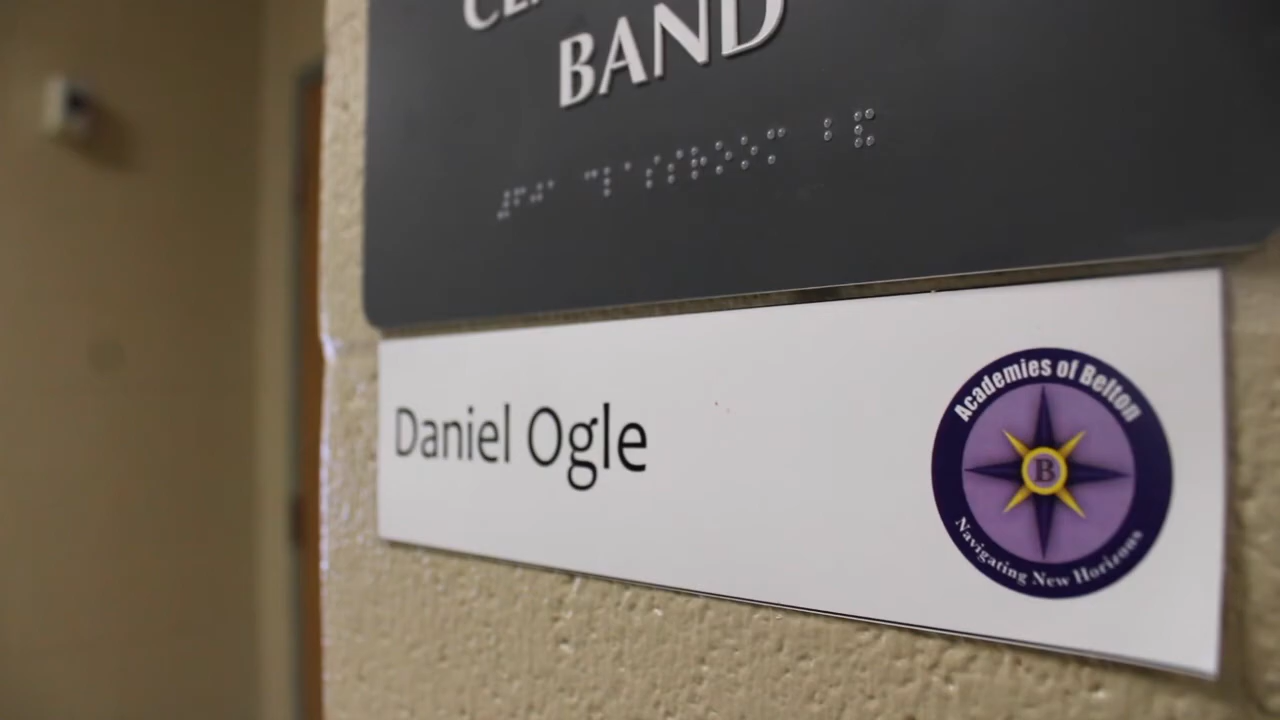 BAND
Daniel Ogle
Academies of Belton
B
Navigating New Horizons